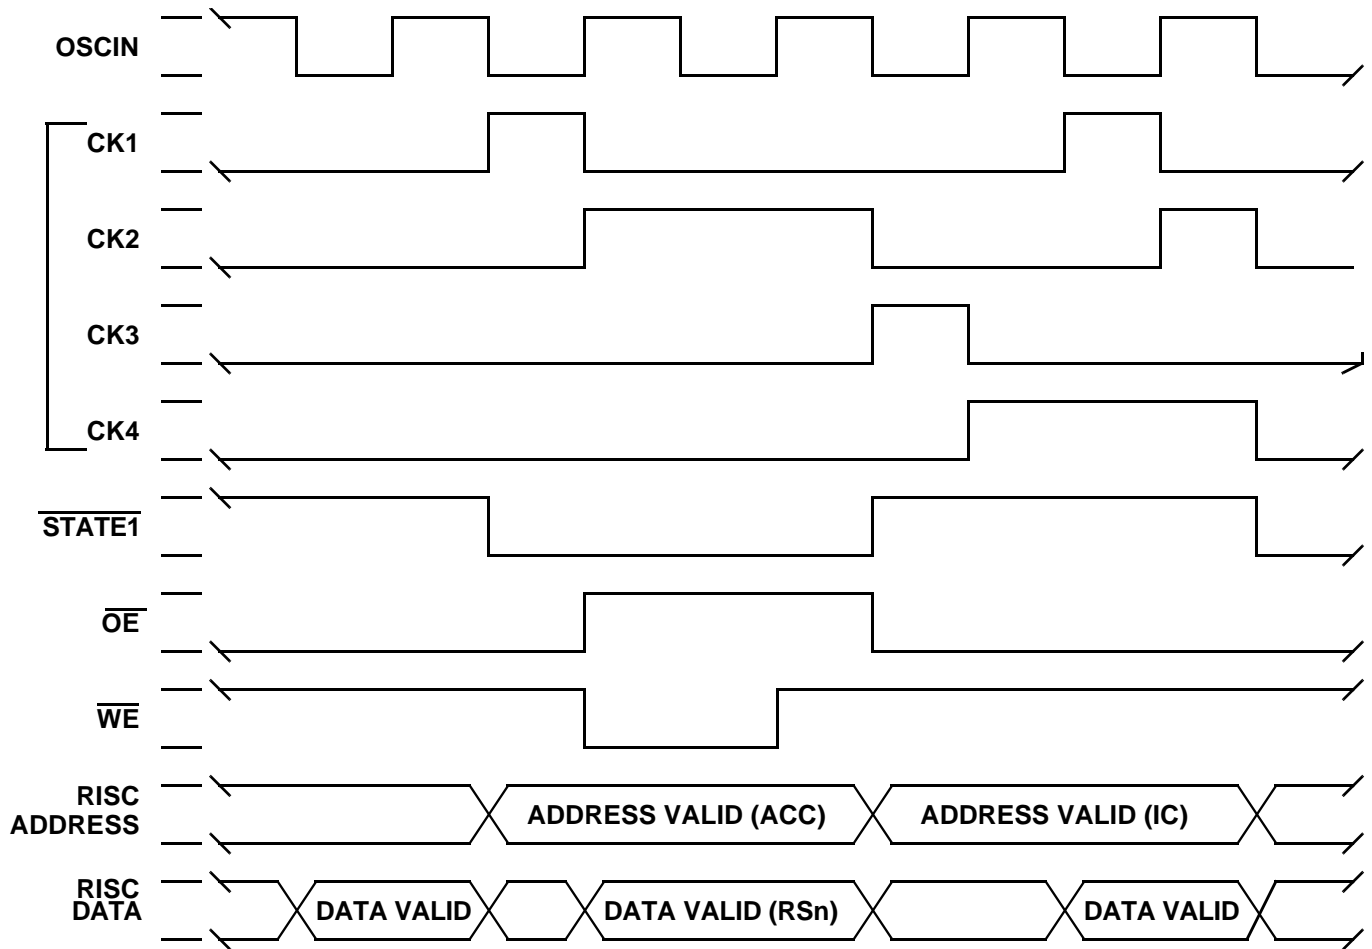 OSCIN
CK1
CK2
CK3
CK4
STATE1
OE
WE
RISC
ADDRESS
ADDRESS VALID (ACC)
ADDRESS VALID (IC)
RISC
DATA
DATA VALID
DATA VALID (RSn)
DATA VALID